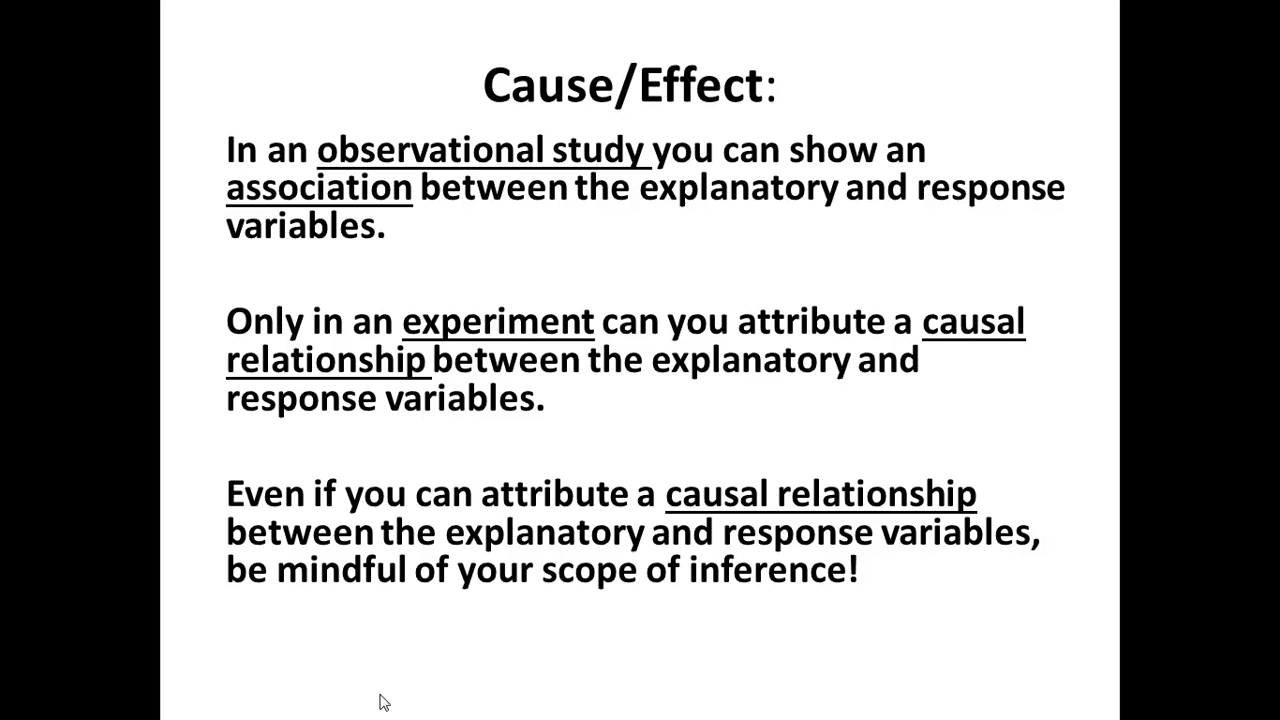 Cause/Effect:
In an observational study you can show an
association between the explanatory and response
variables.
Only in an experiment can you attribute a causal
relationship between the explanatory and
response variables.
Even if you can attribute a causal relationship
between the explanatory and response variables,
be mindful of your scope of inference!